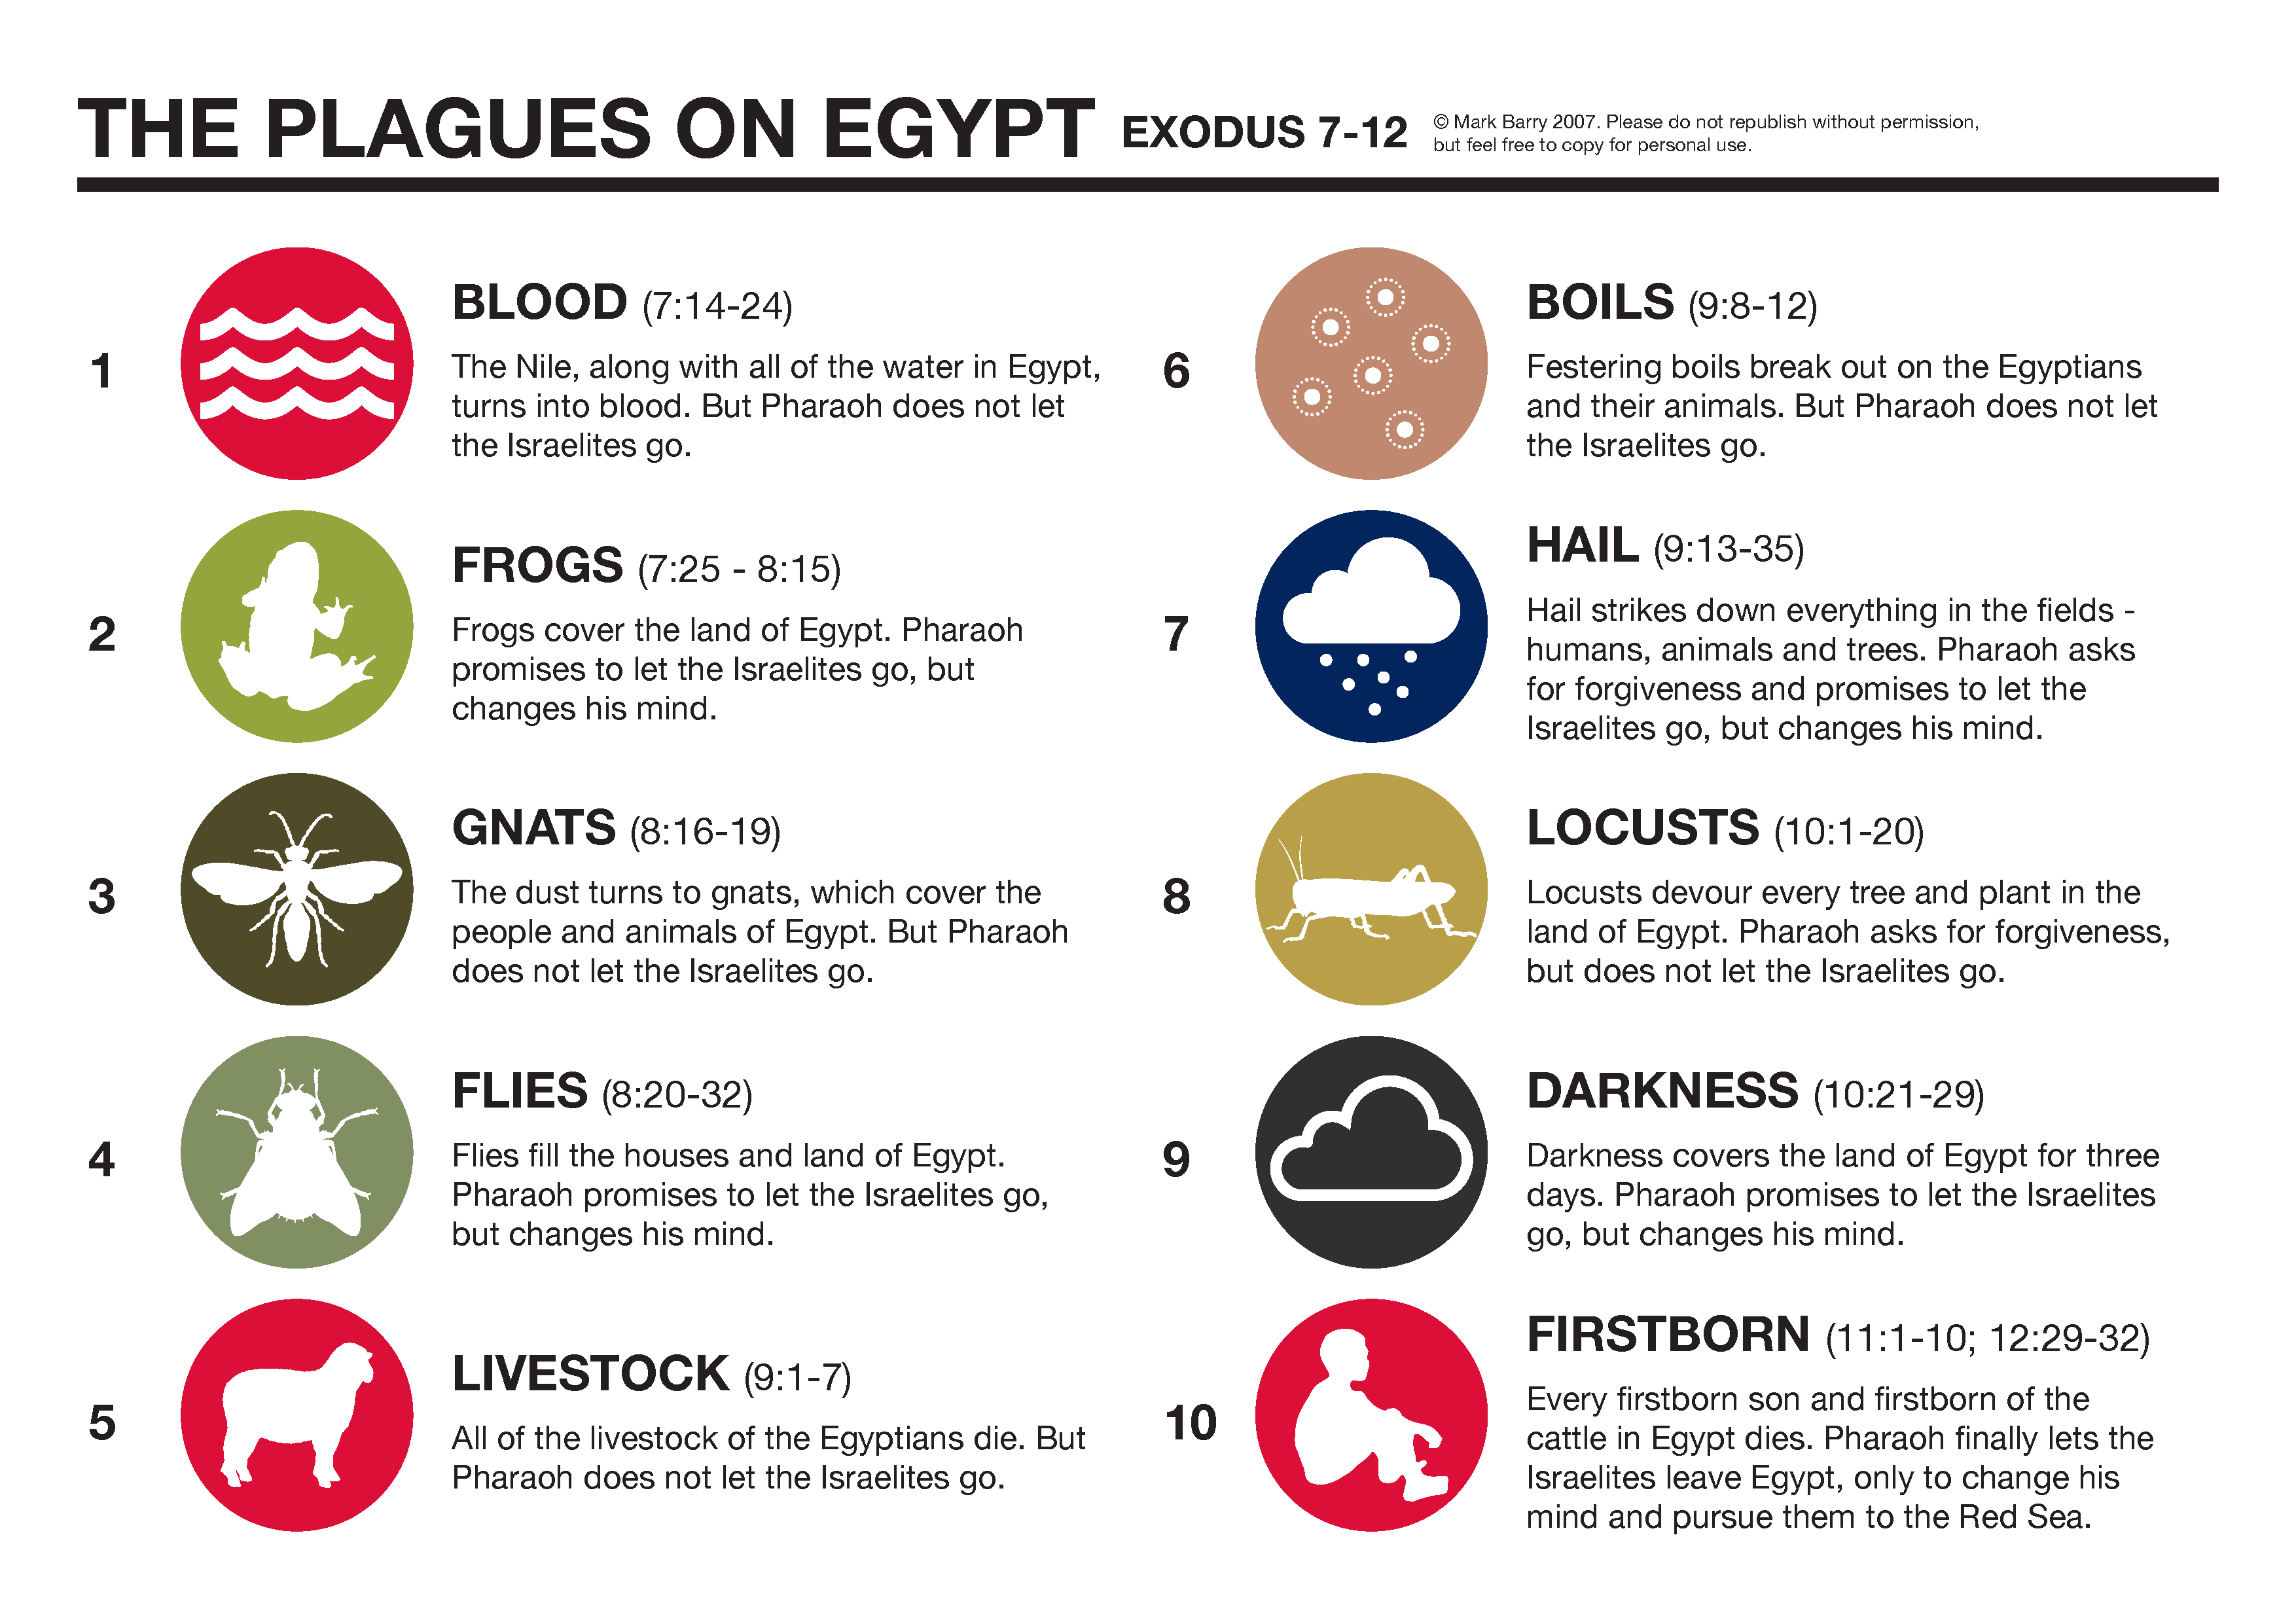 THE PLAGUES ON EGYPT EXODUS 7-12
© Mark Barry 2007. Please do not republish without permission,
but feel free to copy for personal use.
1
BLOOD (7:14-24)
The Nile, along with all of the water in Egypt,
turns into blood. But Pharaoh does not let
the Israelites go.
2
FROGS (7:25 - 8:15)
Frogs cover the land of Egypt. Pharaoh
promises to let the Israelites go, but
changes his mind.
3
GNATS (8:16-19)
The dust turns to gnats, which cover the
people and animals of Egypt. But Pharaoh
does not let the Israelites go.
4
FLIES (8:20-32)
Flies fill the houses and land of Egypt.
Pharaoh promises to let the Israelites go,
but changes his mind.
5
LIVESTOCK (9:1-7)
All of the livestock of the Egyptians die. But
Pharaoh does not let the Israelites go.
6
BOILS (9:8-12)
Festering boils break out on the Egyptians
and their animals. But Pharaoh does not let
the Israelites go.
7
HAIL (9:13-35)
Hail strikes down everything in the fields -
humans, animals and trees. Pharaoh asks
for forgiveness and promises to let the
Israelites go, but changes his mind.
8
LOCUSTS (10:1-20)
Locusts devour every tree and plant in the
land of Egypt. Pharaoh asks for forgiveness,
but does not let the Israelites go.
9
DARKNESS (10:21-29)
Darkness covers the land of Egypt for three
days. Pharaoh promises to let the Israelites
go, but changes his mind.
10
FIRSTBORN (11:1-10; 12:29-32)
Every firstborn son and firstborn of the
cattle in Egypt dies. Pharaoh finally lets the
Israelites leave Egypt, only to change his
mind and pursue them to the Red Sea.